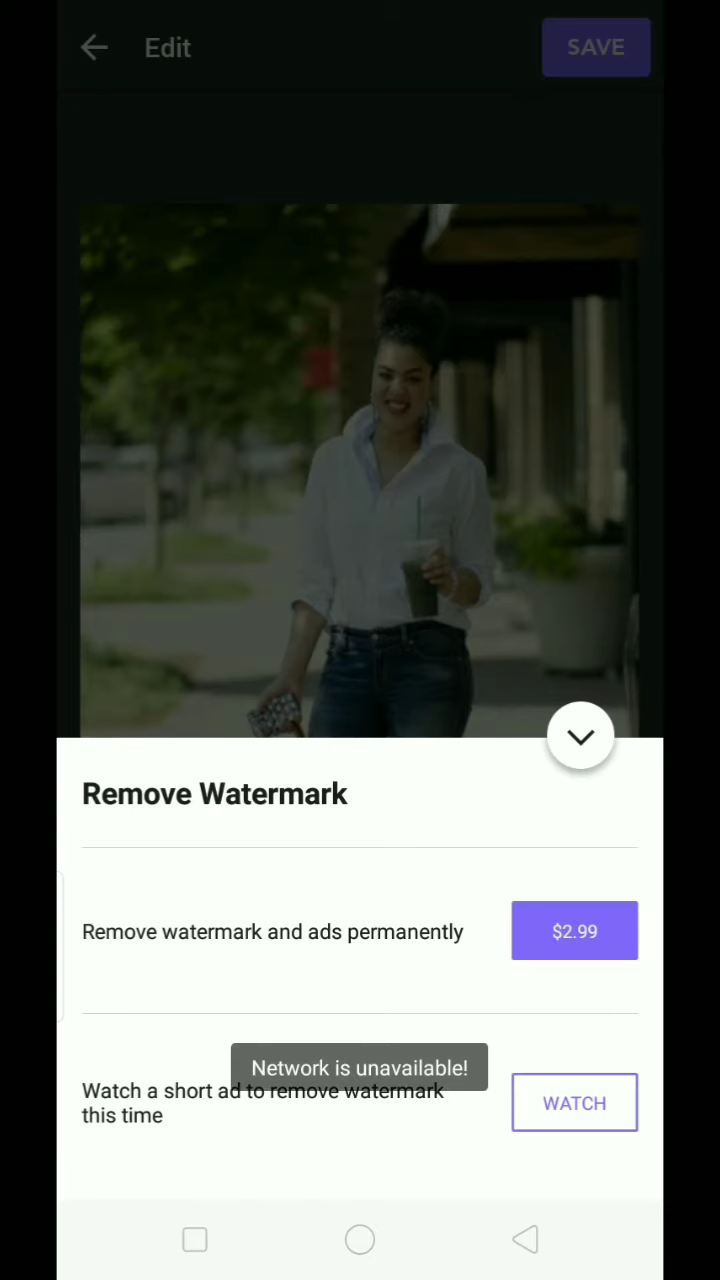 Edit
SAVE
Remove Watermark
Remove watermark and ads permanently
$2.99
Network is unavailable!
Watch a short ad to remove watermark
this time
WATCH